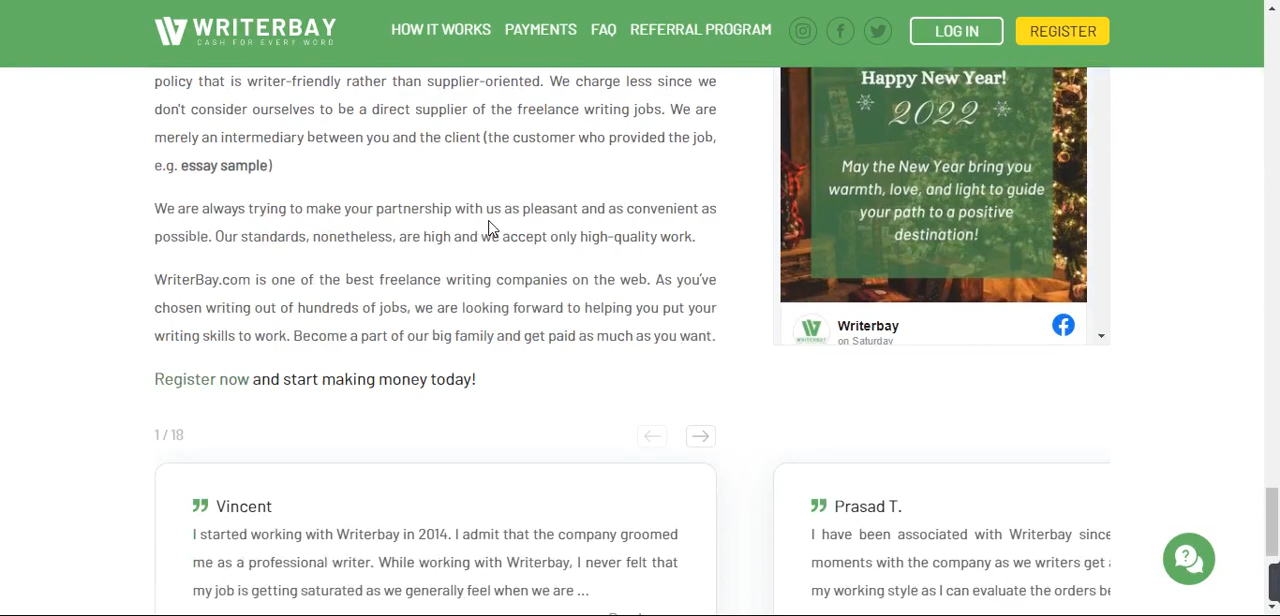 WRITERBAY
CASH FOR EVERY WORD
HOW IT WORKS PAYMENTS FAQ REFERRAL PROGRAM
LOG IN
REGISTER
policy that is writer-friendly rather than supplier-oriented. We charge less since we
don't consider ourselves to be a direct supplier of the freelance writing jobs. We are
merely an intermediary between you and the client (the customer who provided the job,
e.g. essay sample)
We are always trying to make your partnership with us as pleasant and as convenient as
possible. Our standards, nonetheless, are high and we accept only high-quality work.
WriterBay.com is one of the best freelance writing companies on the web. As you've
chosen writing out of hundreds of jobs, we are looking forward to helping you put your
writing skills to work. Become a part of our big family and get paid as much as you want.
Register now and start making money today!
Happy New Year!
2022
May the New Year bring you
warmth, love, and light to guide
your path to a positive
destination!
Writerbay
on Saturday
1 / 18
Vincent
I started working with Writerbay in 2014. I admit that the company groomed
me as a professional writer. While working with Writerbay, I never felt that
my job is getting saturated as we generally feel when we are ...
Prasad T.
I have been associated with Writerbay since
moments with the company as we writers get
my working style as I can evaluate the orders be